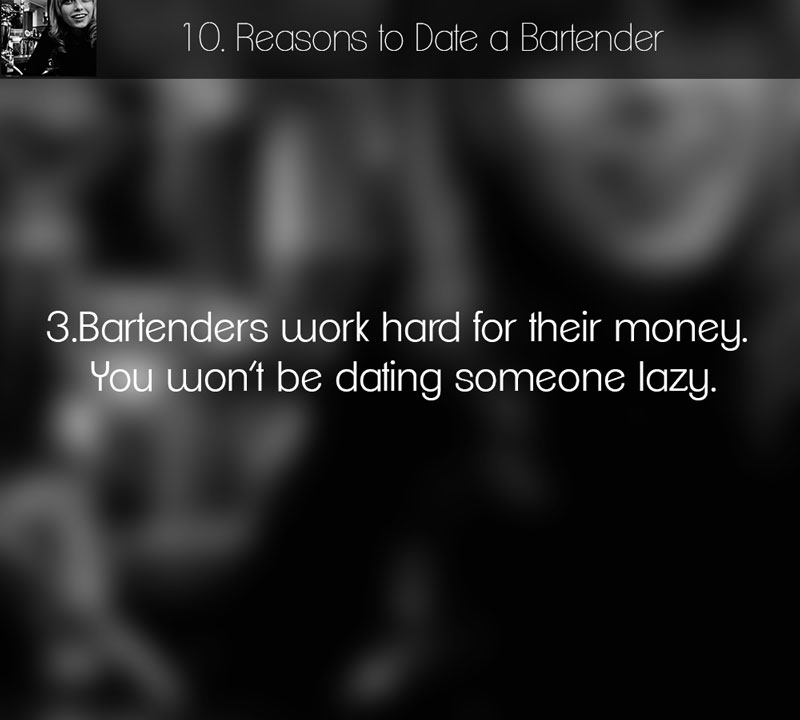 10. Reasons to Date a Bartender
3.Bartenders work hard for their money.
You won't be dating someone lazy.